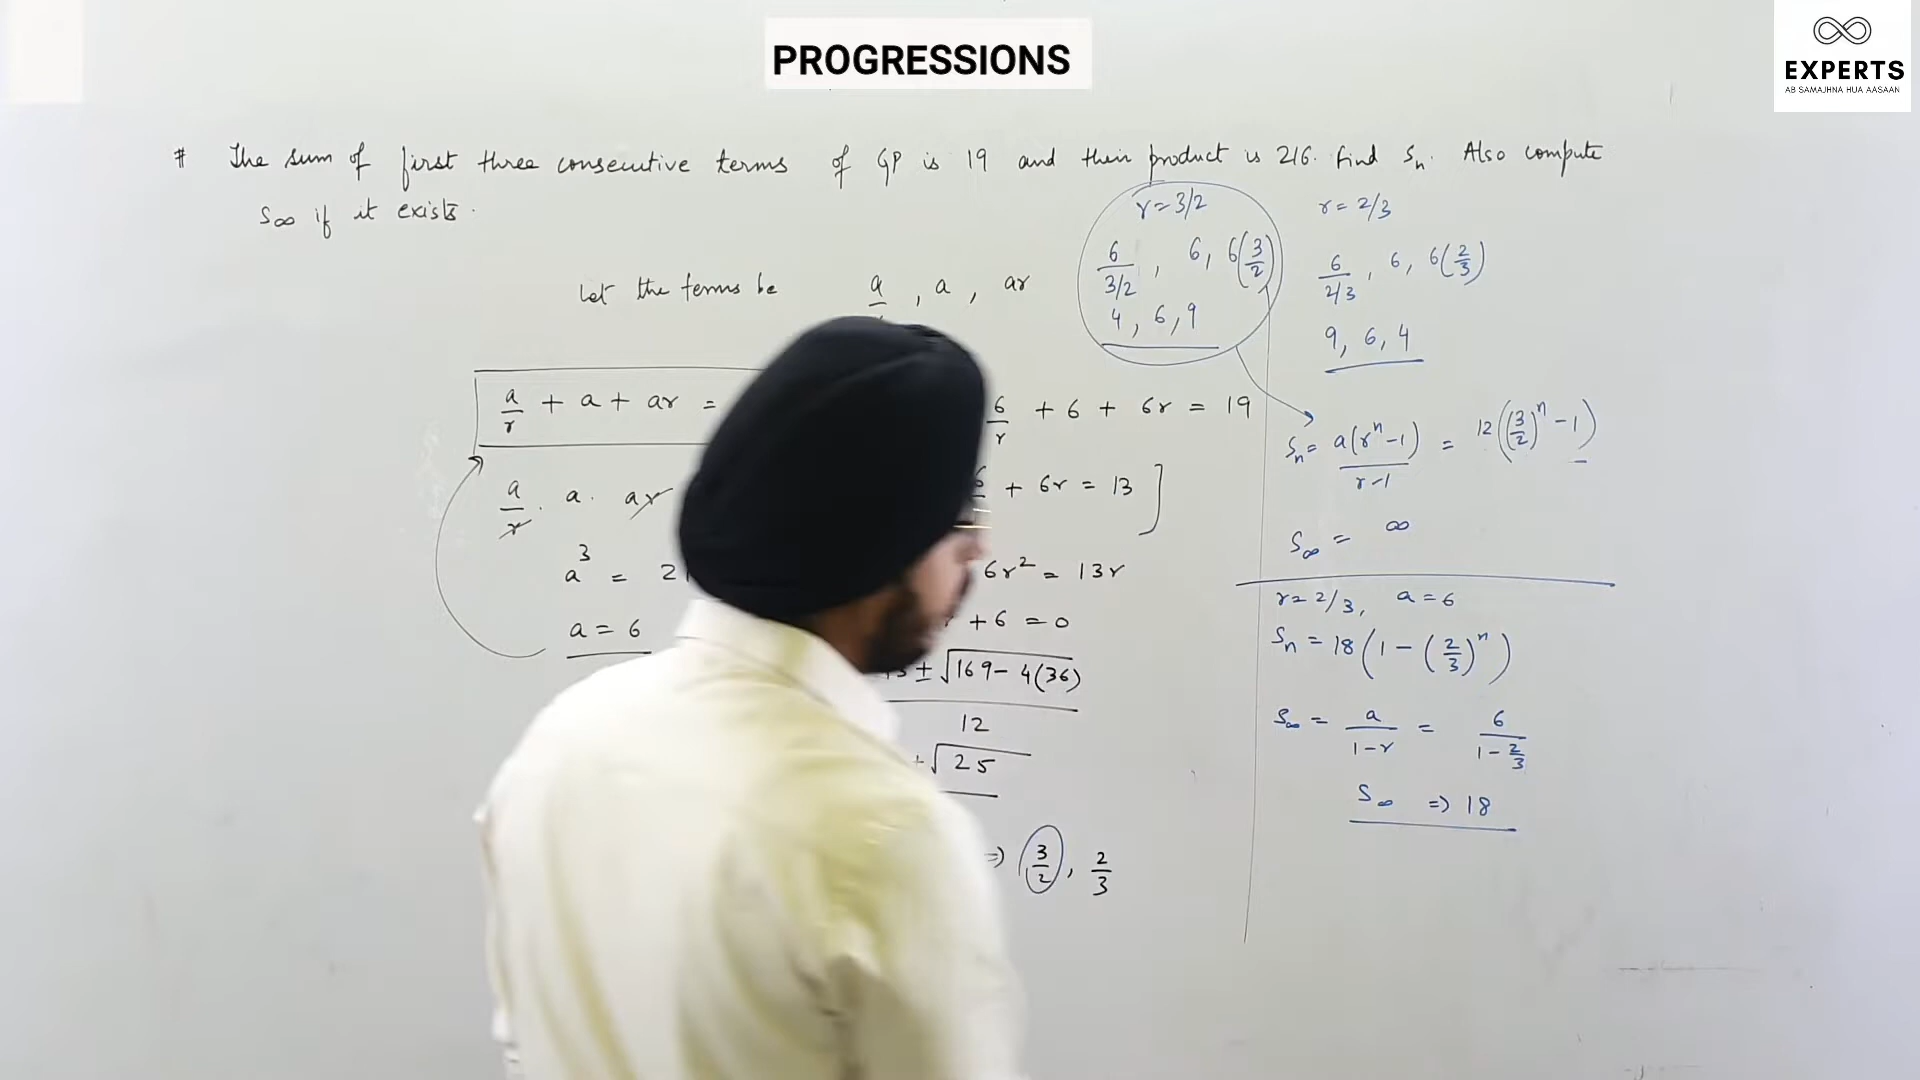 PROGRESSIONS
EXPERTS
AB SAMAJHNA HUA AASAAN
# The sum of first three consecutive terms of GP is 19 and their product is 216. find Sₙ. Also compute
S∞ if it exists.
Let the terms be a/ , a , ar
a/r + a + ar =
a/r . a . ar
a³ = 2
a = 6
6/r + 6 + 6r = 19
+ 6r = 13
6r² = 13r
+ 6 = 0
± √169 - 4(36)
12
√25
=> 3/2 , 2/3
r = 3/2
6/3/2 , 6, 6(3/2)
4, 6, 9
r = 2/3
6/2/3 , 6, 6(2/3)
9, 6, 4
Sₙ = a(rⁿ-1)/r-1 = 12((3/2)ⁿ - 1)
S∞ = ∞
r = 2/3, a = 6
Sₙ = 18(1 - (2/3)ⁿ)
S∞ = a/1-r = 6/1-2/3
S∞ => 18